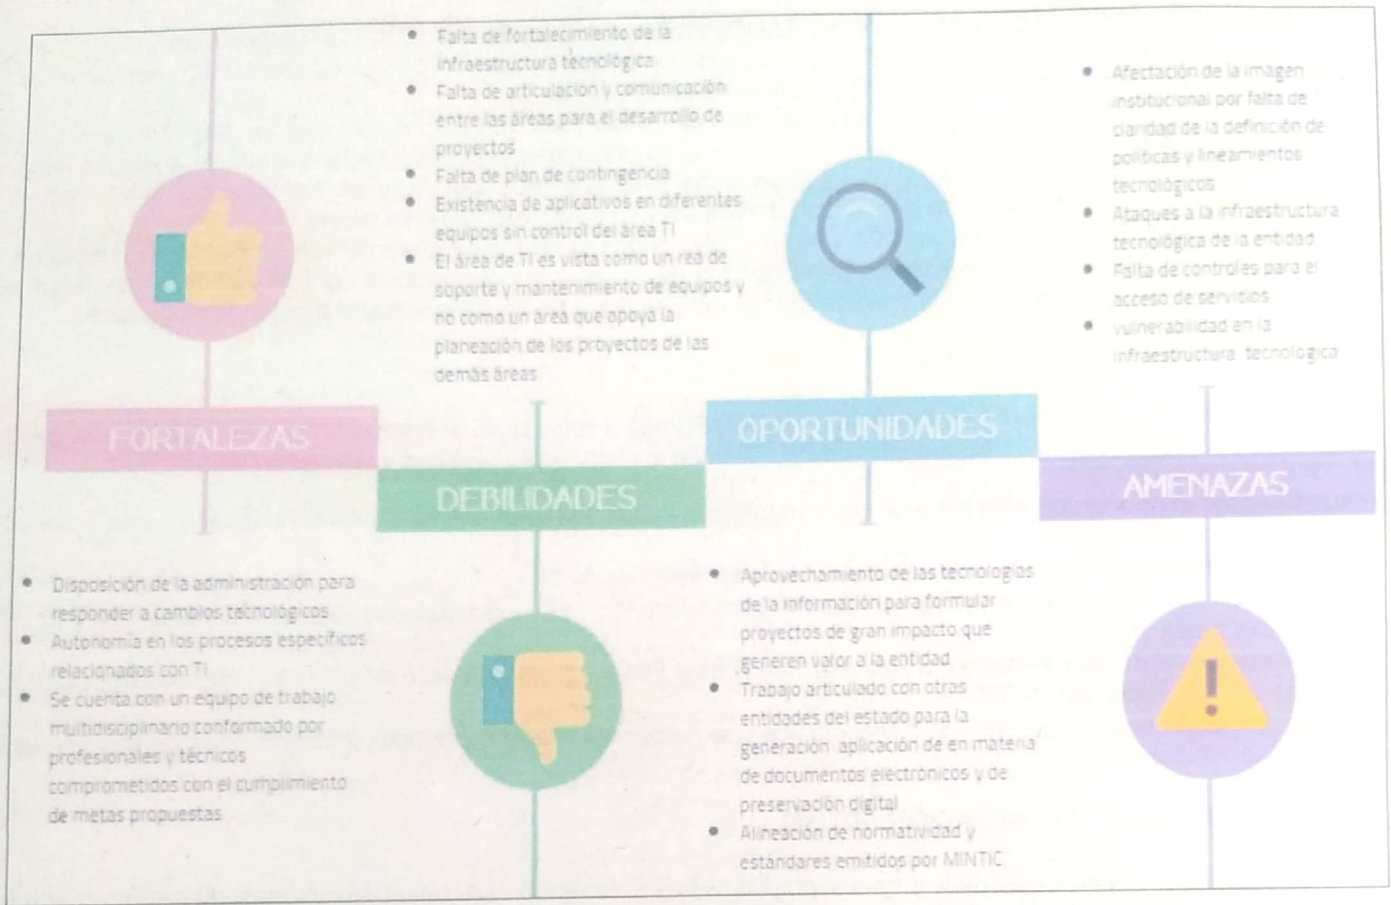 FORTALEZAS
Disposición de la administración para
responder a cambios tecnológicos
Autonomía en los procesos específicos
relacionados con TI
Se cuenta con un equipo de trabajo
multidisciplinario conformado por
profesionales y técnicos
comprometidos con el cumplimiento
de metas propuestas
Falta de fortalecimiento de la
infraestructura tecnológica
Falta de articulación y comunicación
entre las áreas para el desarrollo de
proyectos
Falta de plan de contingencia
Existencia de aplicativos en diferentes
equipos sin control del área TI
El área de TI es vista como un rea de
soporte y mantenimiento de equipos y
no como un área que apoya la
planeación de los proyectos de las
demás áreas
DEBILIDADES
OPORTUNIDADES
Aprovechamiento de las tecnologías
de la información para formular
proyectos de gran impacto que
generen valor a la entidad
Trabajo articulado con otras
entidades del estado para la
generación aplicación de en materia
de documentos electrónicos y de
preservación digital
Alineación de normatividad y
estándares emitidos por MINTIC
Afectación de la imagen
institucional por falta de
claridad de la definición de
políticas y lineamientos
tecnológicos
Ataques a la infraestructura
tecnológica de la entidad
Falta de controles para el
acceso de servicios
vulnerabilidad en la
infraestructura tecnológica
AMENAZAS